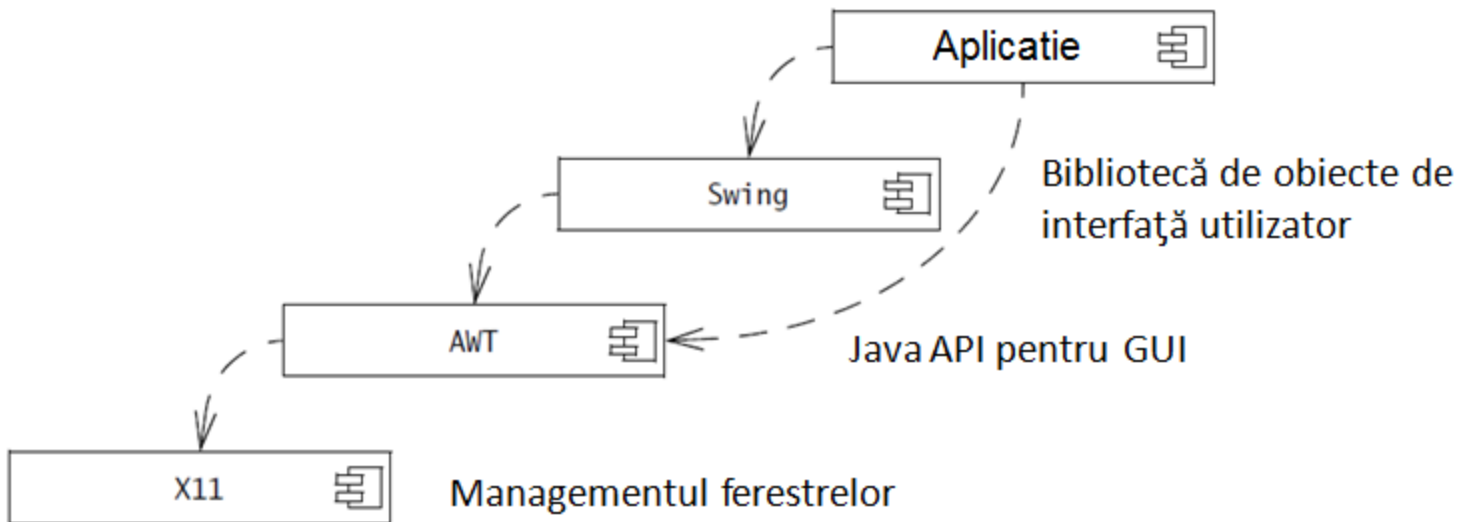 Aplicatie
Swing
Bibliotecă de obiecte de
interfaţă utilizator
AWT
Java API pentru GUI
X11
Managementul ferestrelor